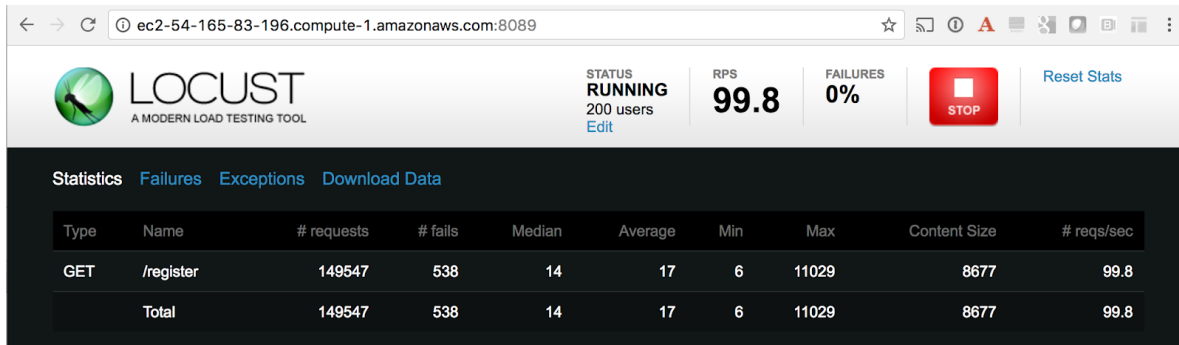 ec2-54-165-83-196.compute-1.amazonaws.com:8089
LOCUST
A MODERN LOAD TESTING TOOL
STATUS
RUNNING
200 users
Edit
RPS
99.8
FAILURES
0%
STOP
Reset Stats
Statistics Failures Exceptions Download Data
Type Name # requests # fails Median Average Min Max Content Size # reqs/sec
GET /register 149547 538 14 17 6 11029 8677 99.8
Total 149547 538 14 17 6 11029 8677 99.8